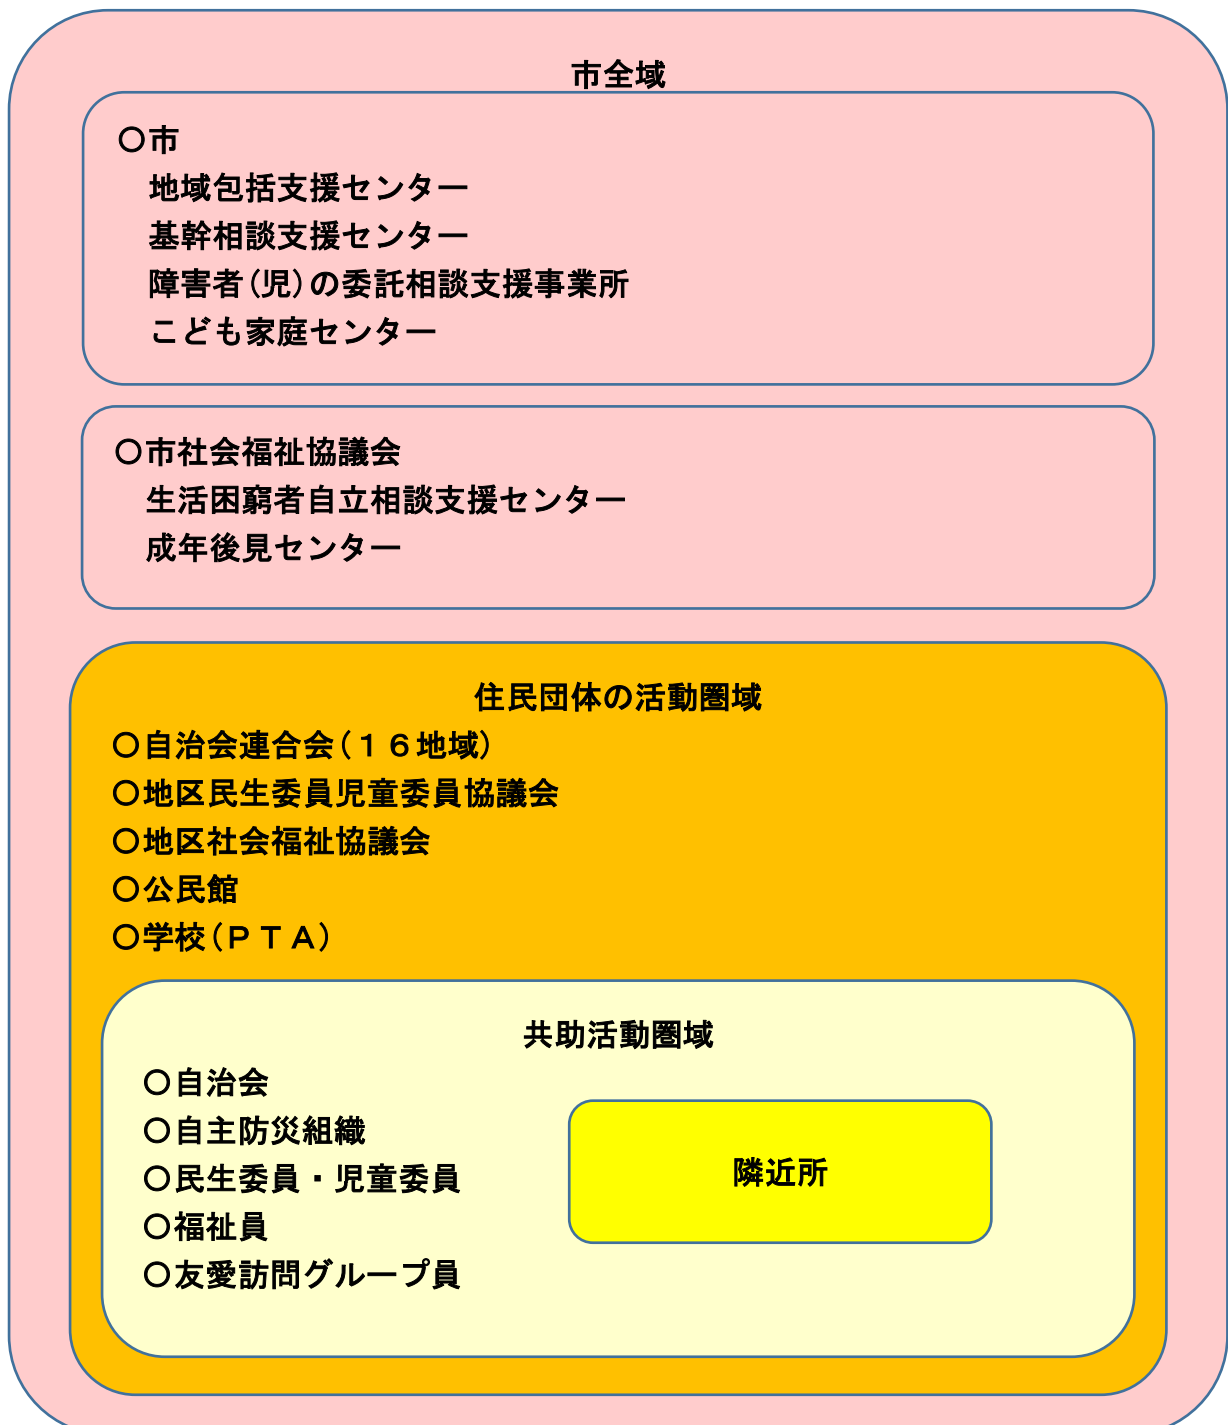 市全域
〇市
地域包括支援センター
基幹相談支援センター
障害者(児)の委託相談支援事業所
こども家庭センター
〇市社会福祉協議会
生活困窮者自立相談支援センター
成年後見センター
住民団体の活動圏域
〇自治会連合会(１６地域)
〇地区民生委員児童委員協議会
〇地区社会福祉協議会
〇公民館
〇学校(ＰＴＡ)
共助活動圏域
〇自治会
〇自主防災組織
〇民生委員・児童委員
〇福祉員
〇友愛訪問グループ員
隣近所